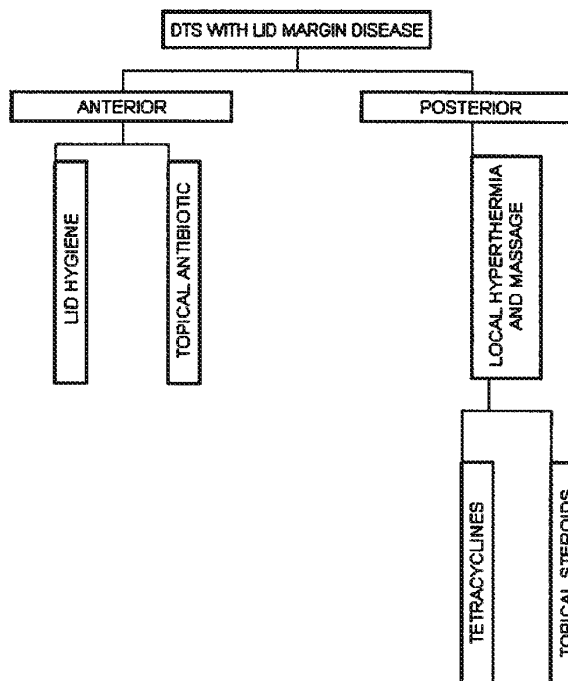 DTS WITH LID MARGIN DISEASE
ANTERIOR
POSTERIOR
LID HYGIENE
TOPICAL ANTIBIOTIC
LOCAL HYPERTHERMIA
AND MASSAGE
TETRACYCLINES
TOPICAL STEROIDS